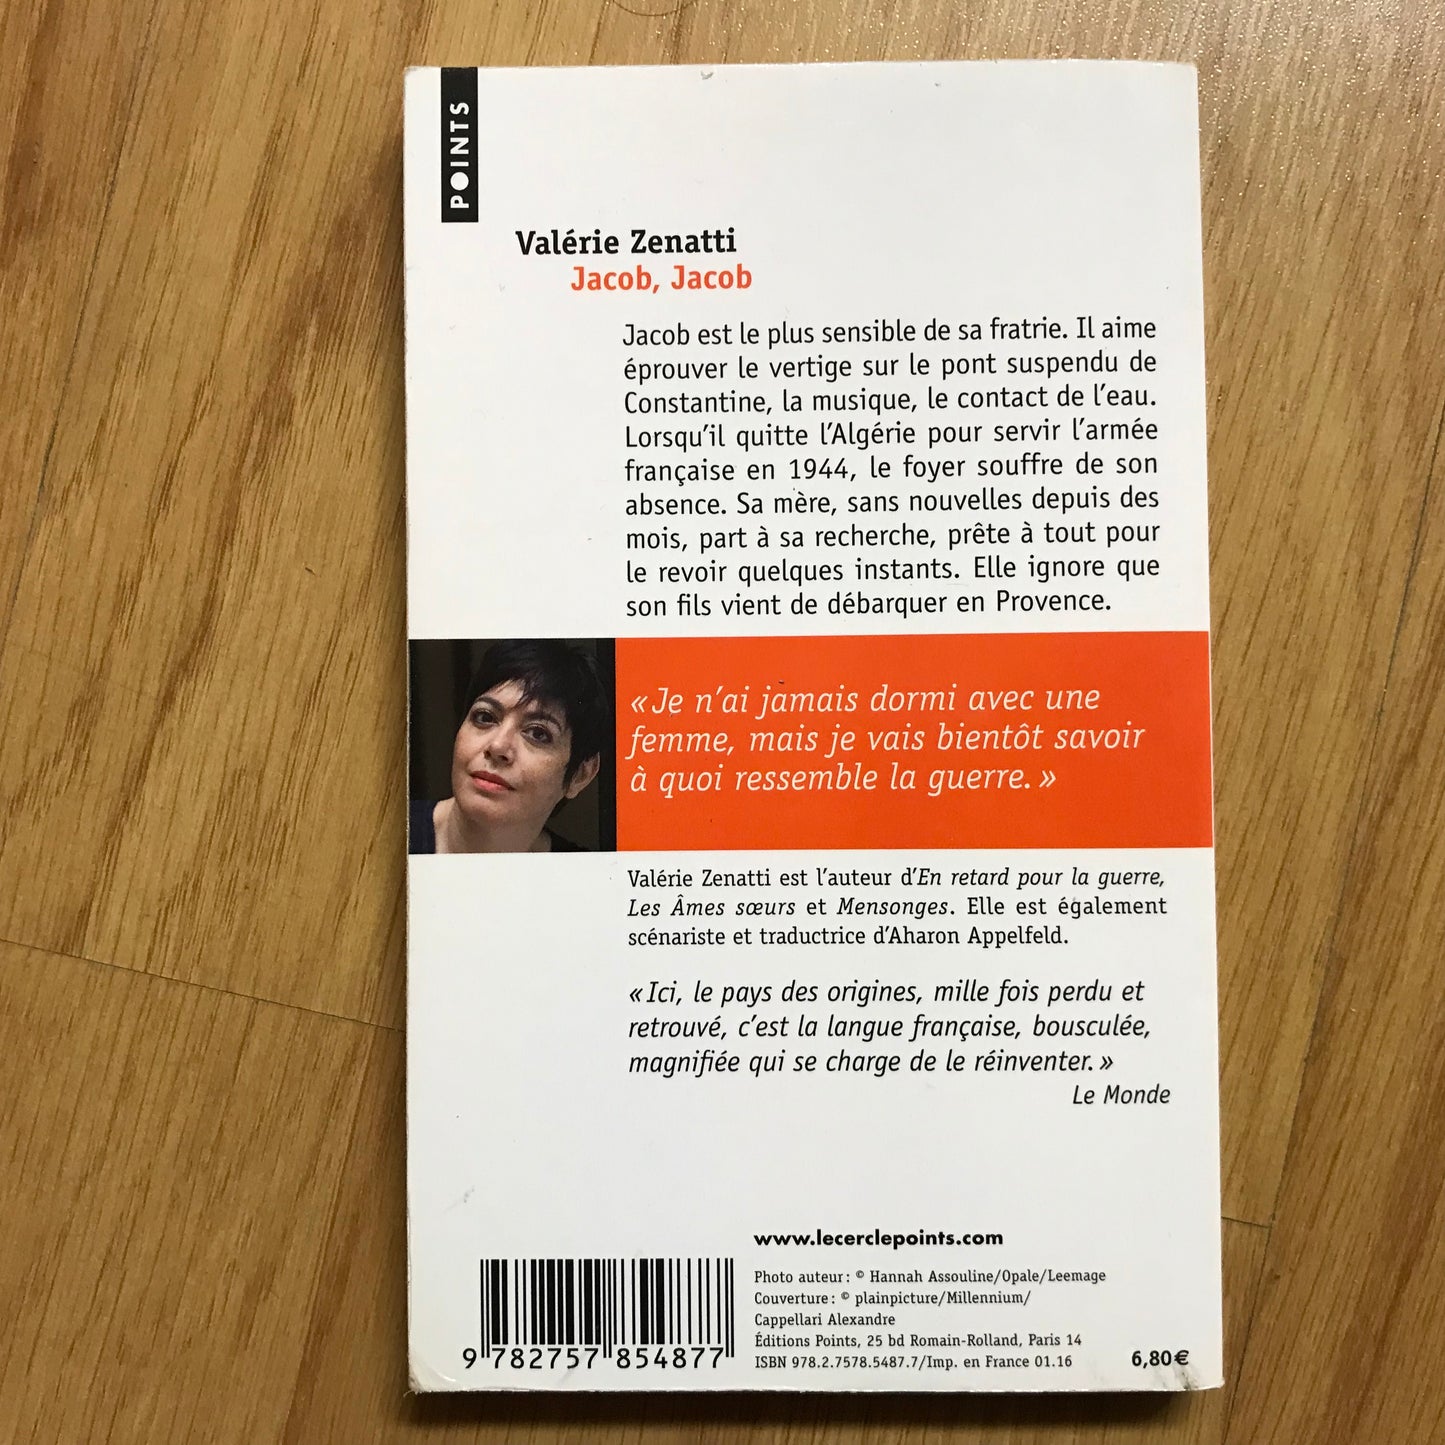 POINTS
Valérie Zenatti
Jacob, Jacob
Jacob est le plus sensible de sa fratrie. Il aime
éprouver le vertige sur le pont suspendu de
Constantine, la musique, le contact de l'eau.
Lorsqu'il quitte l'Algérie pour servir l'armée
française en 1944, le foyer souffre de son
absence. Sa mère, sans nouvelles depuis des
mois, part à sa recherche, prête à tout pour
le revoir quelques instants. Elle ignore que
son fils vient de débarquer en Provence.
« Je n'ai jamais dormi avec une
femme, mais je vais bientôt savoir
à quoi ressemble la guerre. »
Valérie Zenatti est l'auteur d'En retard pour la guerre,
Les Âmes sœurs et Mensonges. Elle est également
scénariste et traductrice d'Aharon Appelfeld.
« Ici, le pays des origines, mille fois perdu et
retrouvé, c'est la langue française, bousculée,
magnifiée qui se charge de le réinventer. »
Le Monde
www.lecerclepoints.com
Photo auteur : © Hannah Assouline/Opale/Leemage
Couverture : © plainpicture/Millennium/
Cappellari Alexandre
Éditions Points, 25 bd Romain-Rolland, Paris 14
ISBN 978.2.7578.5487.7/Imp. en France 01.16
6,80€
9 782757 854877